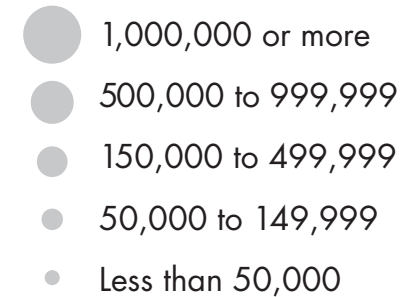 1,000,000 or more
500,000 to 999,999
150,000 to 499,999
50,000 to 149,999
Less than 50,000